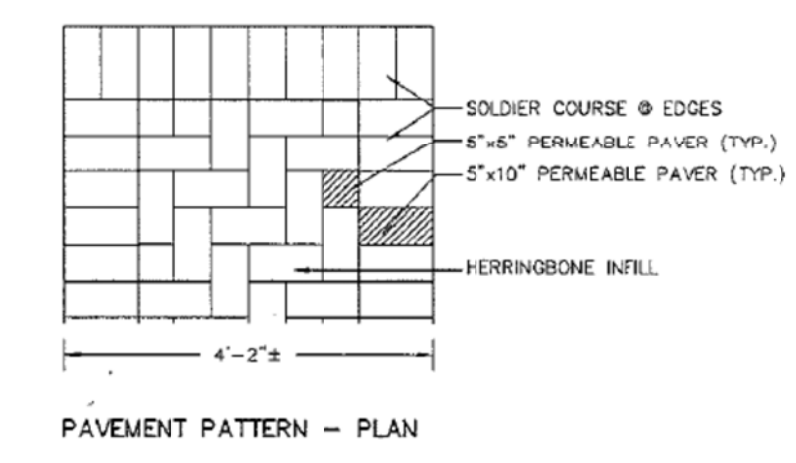 SOLDIER COURSE @ EDGES
5"x5" PERMEABLE PAVER (TYP.)
5"x10" PERMEABLE PAVER (TYP.)
HERRINGBONE INFILL
4'-2"±
PAVEMENT PATTERN - PLAN